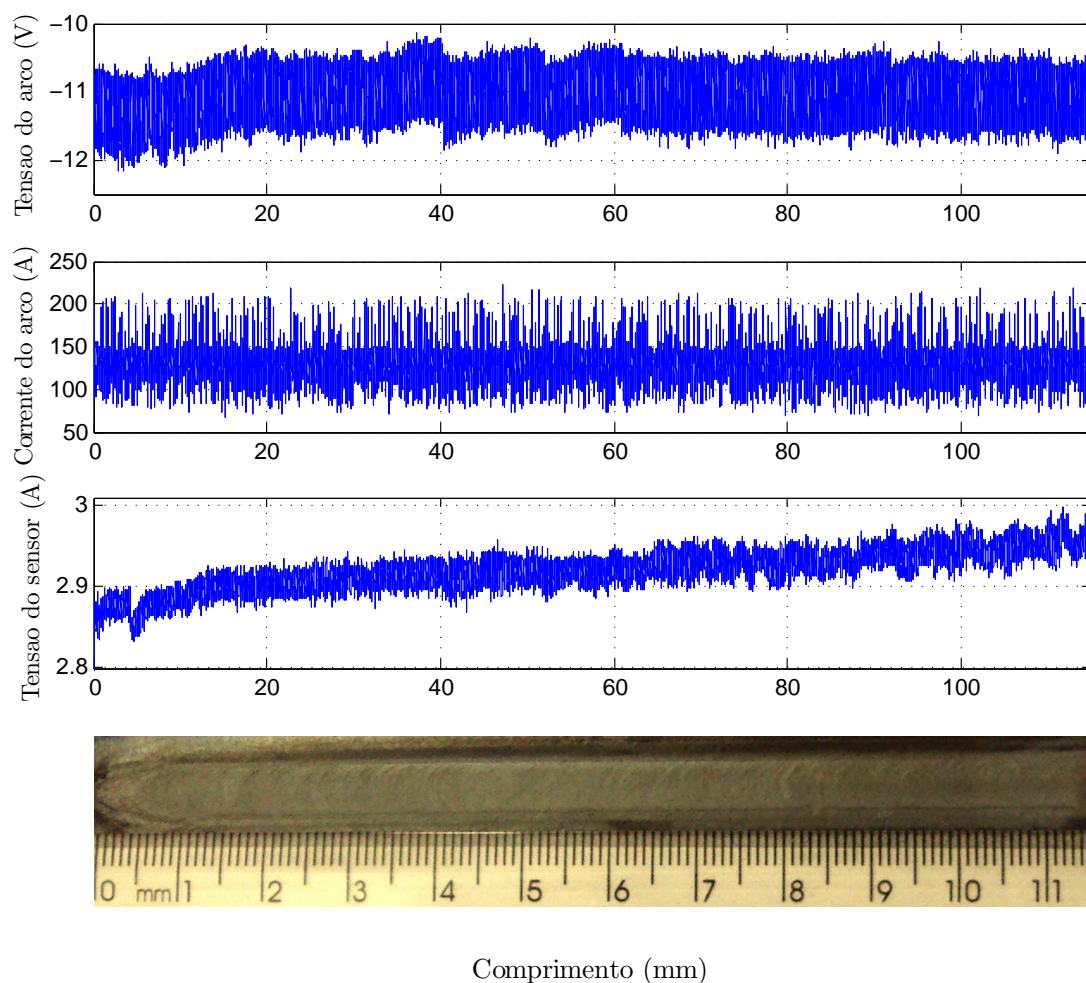 Tensao do arco (V)
−10
−11
−12
0 20 40 60 80 100
Corrente do arco (A)
250
200
150
100
50
0 20 40 60 80 100
Tensao do sensor (A)
3
2.9
2.8
0 20 40 60 80 100
0 mm 1 2 3 4 5 6 7 8 9 10 11
Comprimento (mm)